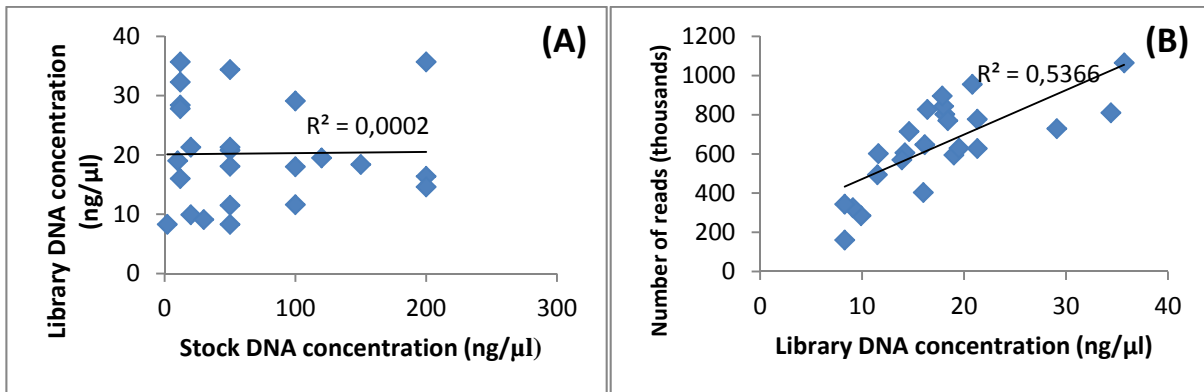 (A)
Library DNA concentration
(ng/µl)
40
30
20
10
0
R² = 0,0002
0 100 200 300
Stock DNA concentration (ng/µl)
(B)
Number of reads (thousands)
1200
1000
800
600
400
200
0
R² = 0,5366
0 10 20 30 40
Library DNA concentration (ng/µl)